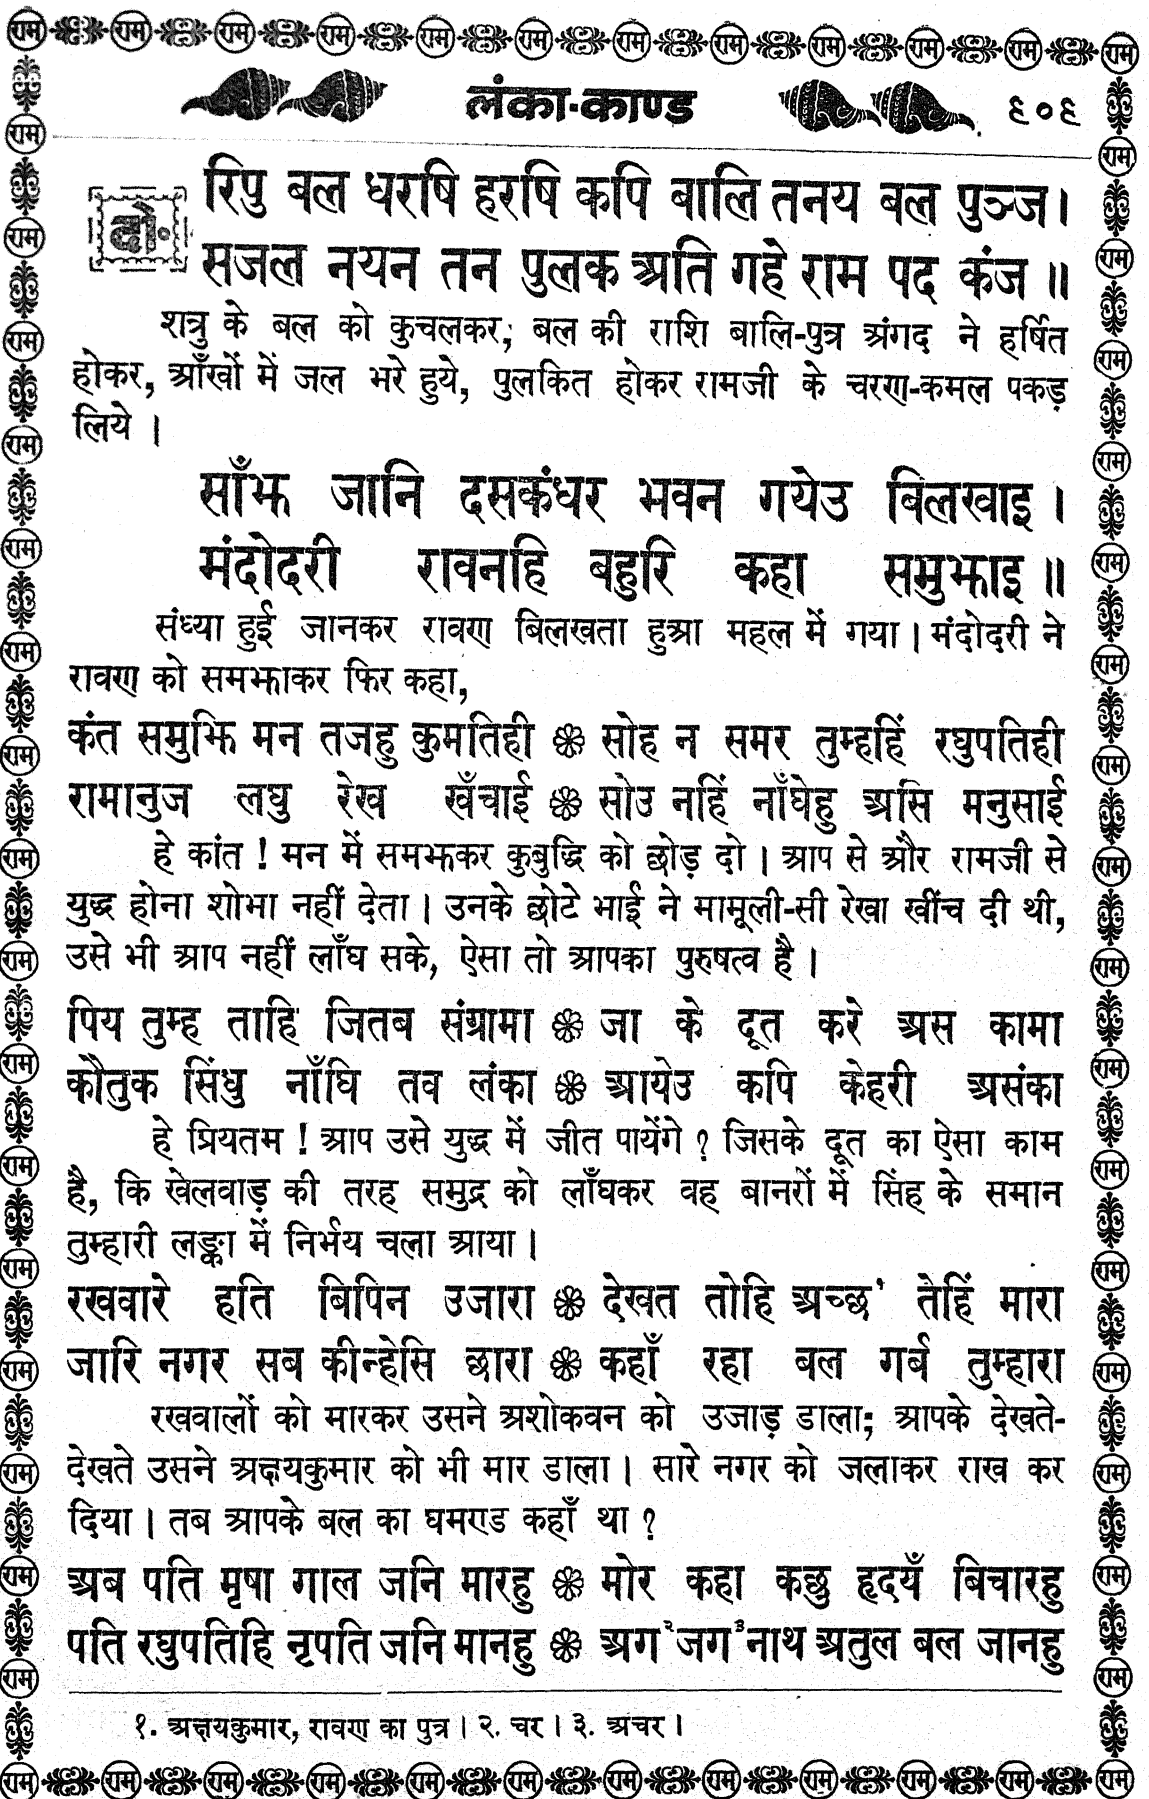 लंका-काण्ड ९०९
दो.
रिपु बल धरषि हरषि कपि बालि तनय बल पुञ्ज।
सजल नयन तन पुलक अति गहे राम पद कंज॥
शत्रु के बल को कुचलकर, बल की राशि बालि-पुत्र अंगद ने हर्षित
होकर, आँखों में जल भरे हुये, पुलकित होकर रामजी के चरण-कमल पकड़
लिये।
साँझ जानि दसकंधर भवन गयेउ बिलखाइ।
मंदोदरी रावनहि बहुरि कहा समुझाइ॥
संध्या हुई जानकर रावण बिलखता हुआ महल में गया। मंदोदरी ने
रावण को समझाकर फिर कहा,
कंत समुझि मन तजहु कुमतिही ❀ सोह न समर तुम्हहिं रघुपतिही
रामानुज लघु रेख खँचाई ❀ सोउ नहिं नाँघेहु असि मनुसाई
हे कांत! मन में समझकर कुबुद्धि को छोड़ दो। आप से और रामजी से
युद्ध होना शोभा नहीं देता। उनके छोटे भाई ने मामूली-सी रेखा खींच दी थी,
उसे भी आप नहीं लाँघ सके, ऐसा तो आपका पुरुषत्व है।
पिय तुम्ह ताहि जितब संग्रामा ❀ जा के दूत करे अस कामा
कौतुक सिंधु नाँघि तव लंका ❀ आयेउ कपि केहरी असंका
हे प्रियतम! आप उसे युद्ध में जीत पायेंगे? जिसके दूत का ऐसा काम
है, कि खेलवाड़ की तरह समुद्र को लाँघकर वह बानरों में सिंह के समान
तुम्हारी लङ्का में निर्भय चला आया।
रखवारे हति बिपिन उजारा ❀ देखत तोहि अच्छ¹ तेहिं मारा
जारि नगर सब कीन्हेसि छारा ❀ कहाँ रहा बल गर्ब तुम्हारा
रखवालों को मारकर उसने अशोकवन को उजाड़ डाला; आपके देखते-
देखते उसने अक्षयकुमार को भी मार डाला। सारे नगर को जलाकर राख कर
दिया। तब आपके बल का घमण्ड कहाँ था?
अब पति मृषा गाल जनि मारहु ❀ मोर कहा कछु हृदयँ बिचारहु
पति रघुपतिहि नृपति जनि मानहु ❀ अग²जग³नाथ अतुल बल जानहु
१. अक्षयकुमार, रावण का पुत्र। २. चर। ३. अचर।